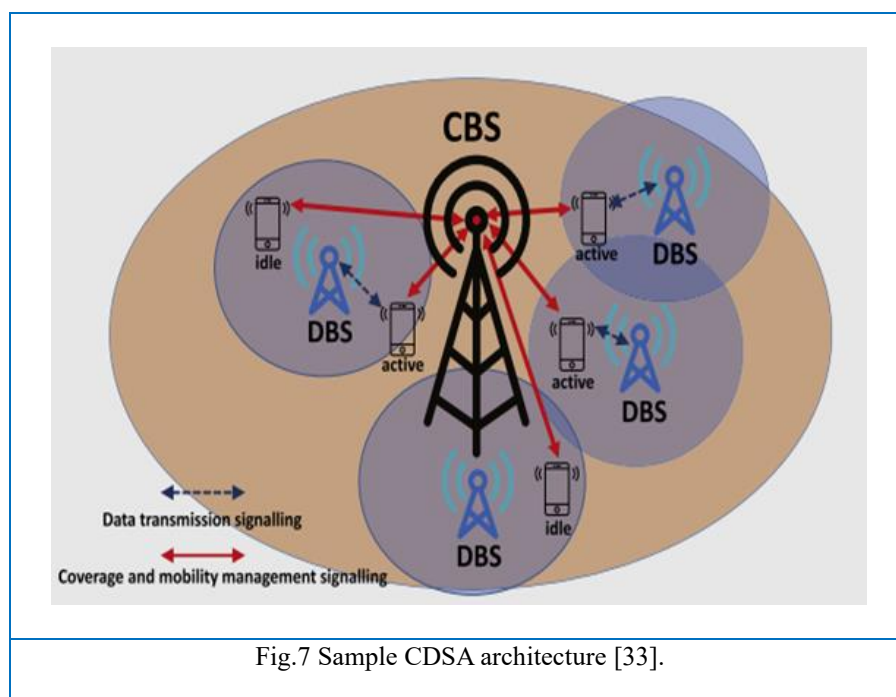 CBS
idle
DBS
active
active
DBS
active
DBS
DBS
idle
Data transmission signalling
Coverage and mobility management signalling
Fig.7 Sample CDSA architecture [33].